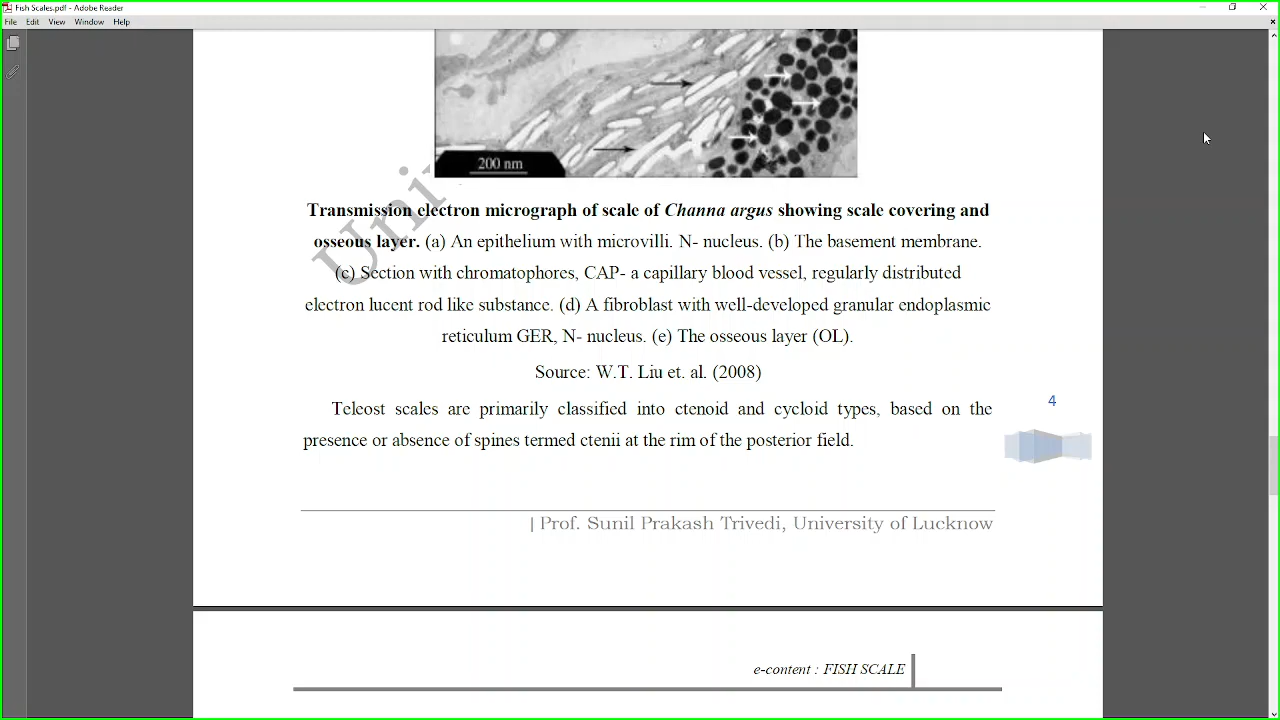 Fish Scales.pdf - Adobe Reader
File Edit View Window Help
200 nm
Uni
Transmission electron micrograph of scale of Channa argus showing scale covering and
osseous layer. (a) An epithelium with microvilli. N- nucleus. (b) The basement membrane.
(c) Section with chromatophores, CAP- a capillary blood vessel, regularly distributed
electron lucent rod like substance. (d) A fibroblast with well-developed granular endoplasmic
reticulum GER, N- nucleus. (e) The osseous layer (OL).
Source: W.T. Liu et. al. (2008)
Teleost scales are primarily classified into ctenoid and cycloid types, based on the
presence or absence of spines termed ctenii at the rim of the posterior field.
4
| Prof. Sunil Prakash Trivedi, University of Lucknow
e-content : FISH SCALE